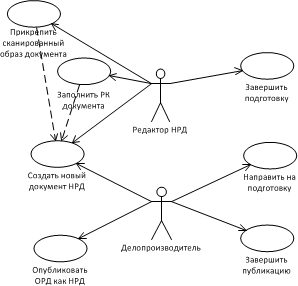 Прикрепить
сканированный
образ документа
Заполнить РК
документа
Завершить
подготовку
Редактор НРД
Создать новый
документ НРД
Направить на
подготовку
Делопроизводитель
Опубликовать
ОРД как НРД
Завершить
публикацию